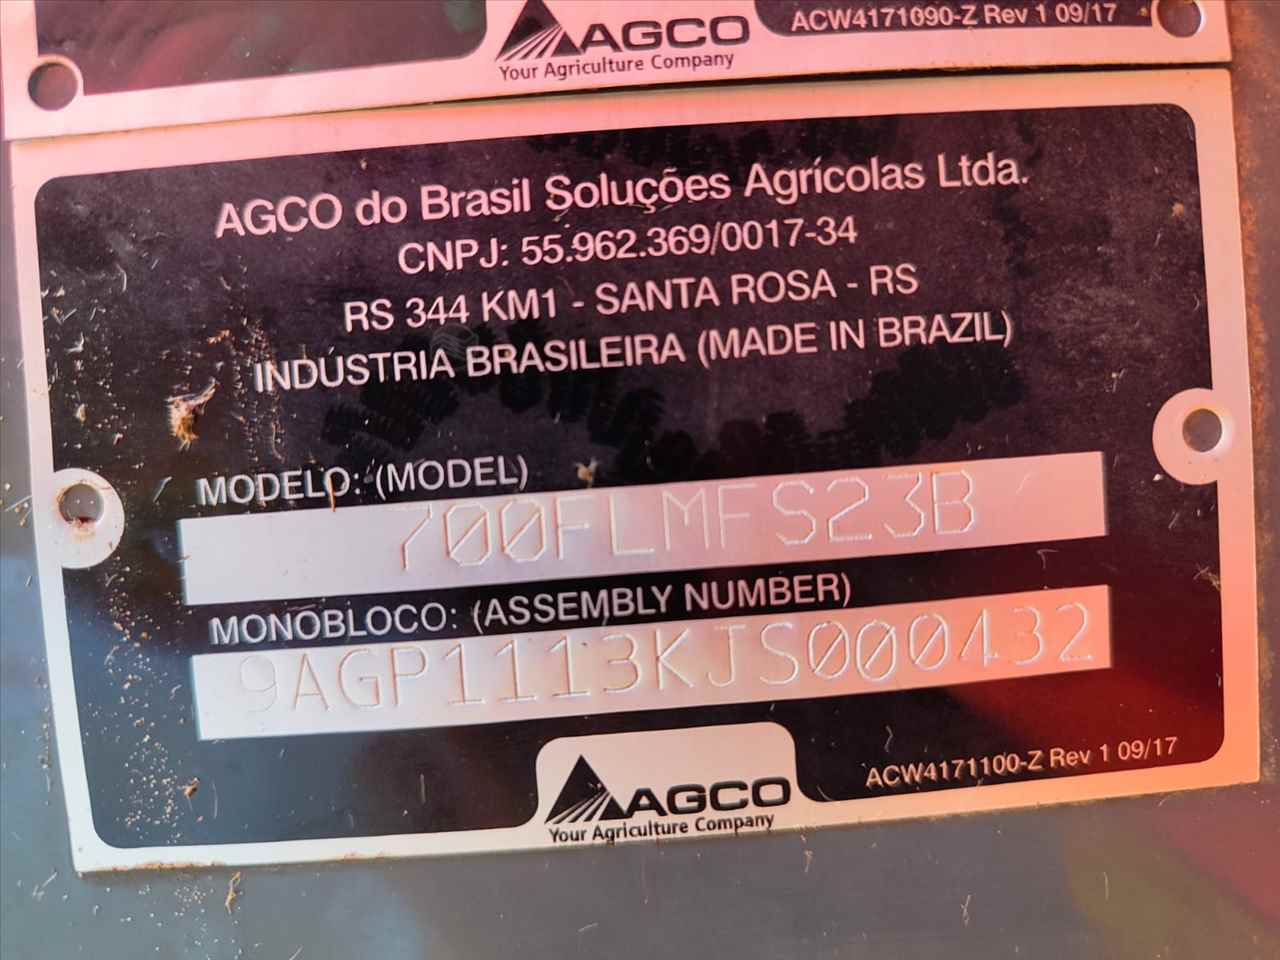 AGCO
Your Agriculture Company
ACW4171090-Z Rev 1 09/17
AGCO do Brasil Soluções Agrícolas Ltda.
CNPJ: 55.962.369/0017-34
RS 344 KM1 - SANTA ROSA - RS
INDÚSTRIA BRASILEIRA (MADE IN BRAZIL)
MODELO: (MODEL)
700FLMFS23B
MONOBLOCO: (ASSEMBLY NUMBER)
9AGP1113KJS000432
AGCO
Your Agriculture Company
ACW4171100-Z Rev 1 09/17